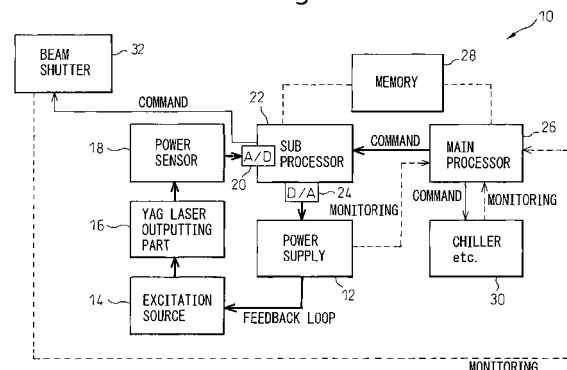 10
BEAM
SHUTTER
32
MEMORY
28
COMMAND
22
18
POWER
SENSOR
A/D
20
SUB
PROCESSOR
COMMAND
MAIN
PROCESSOR
26
D/A
24
MONITORING
COMMAND
MONITORING
16
YAG LASER
OUTPUTTING
PART
POWER
SUPPLY
12
CHILLER
etc.
30
14
EXCITATION
SOURCE
FEEDBACK LOOP
MONITORING